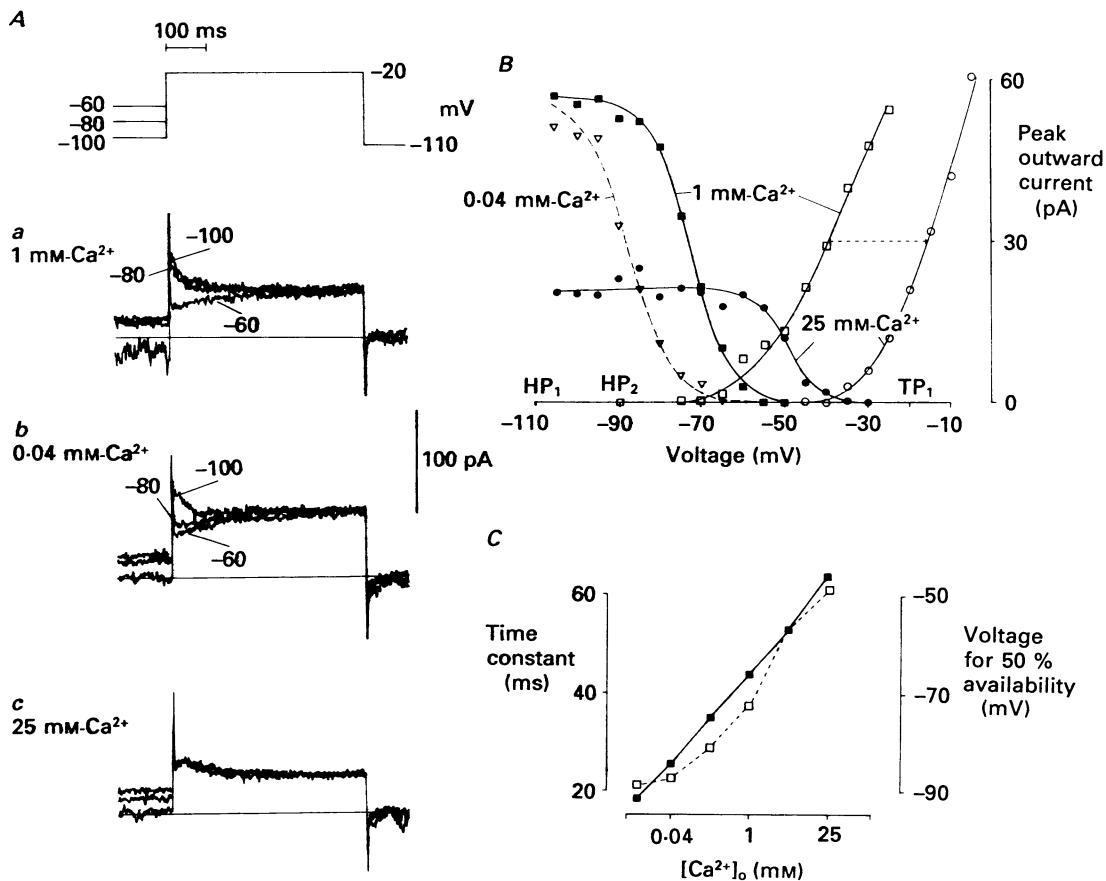 A
100 ms
–20
mV
–60
–80
–100
–110
a
1 mM-Ca²⁺
–100
–80
–60
b
0·04 mM-Ca²⁺
–100
–80
–60
100 pA
c
25 mM-Ca²⁺
B
60
Peak
outward
current
(pA)
30
0
0·04 mM-Ca²⁺
1 mM-Ca²⁺
25 mM-Ca²⁺
HP₁
HP₂
TP₁
–110
–90
–70
–50
–30
–10
Voltage (mV)
C
60
40
20
Time
constant
(ms)
–50
–70
–90
Voltage
for 50 %
availability
(mV)
0·04
1
25
[Ca²⁺]ₒ (mM)